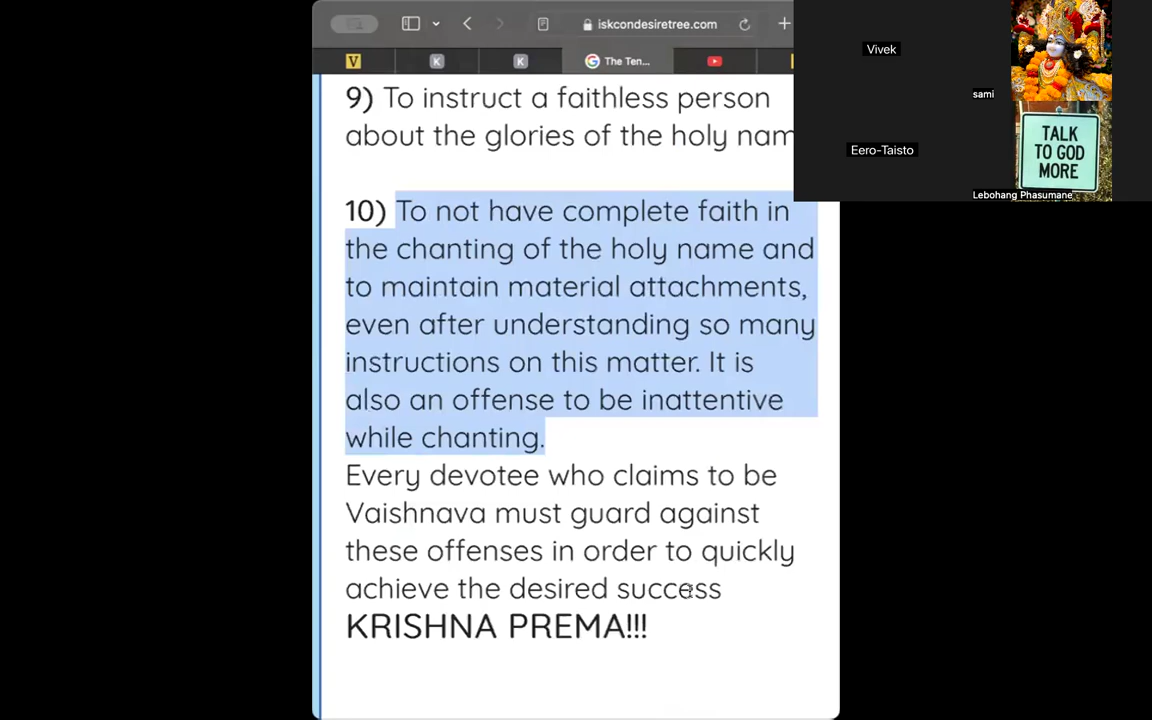 iskcondesiretree.com
The Ten...
9) To instruct a faithless person
about the glories of the holy nam
10) To not have complete faith in
the chanting of the holy name and
to maintain material attachments,
even after understanding so many
instructions on this matter. It is
also an offense to be inattentive
while chanting.
Every devotee who claims to be
Vaishnava must guard against
these offenses in order to quickly
achieve the desired success
KRISHNA PREMA!!!
Vivek
sami
Eero-Taisto
TALK
TO GOD
MORE
Lebohang Phasumane